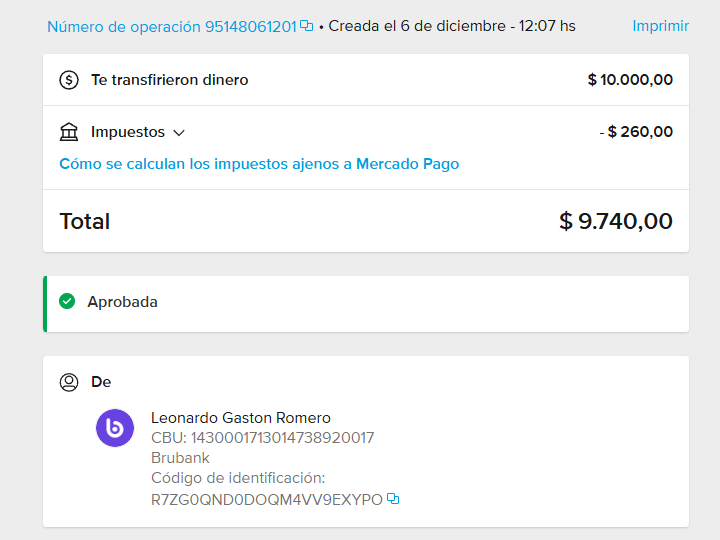 Número de operación 95148061201 • Creada el 6 de diciembre - 12:07 hs Imprimir
Te transfirieron dinero $ 10.000,00
Impuestos - $ 260,00
Cómo se calculan los impuestos ajenos a Mercado Pago
Total $ 9.740,00
Aprobada
De
Leonardo Gaston Romero
CBU: 1430001713014738920017
Brubank
Código de identificación:
R7ZG0QND0DOQM4VV9EXYPO